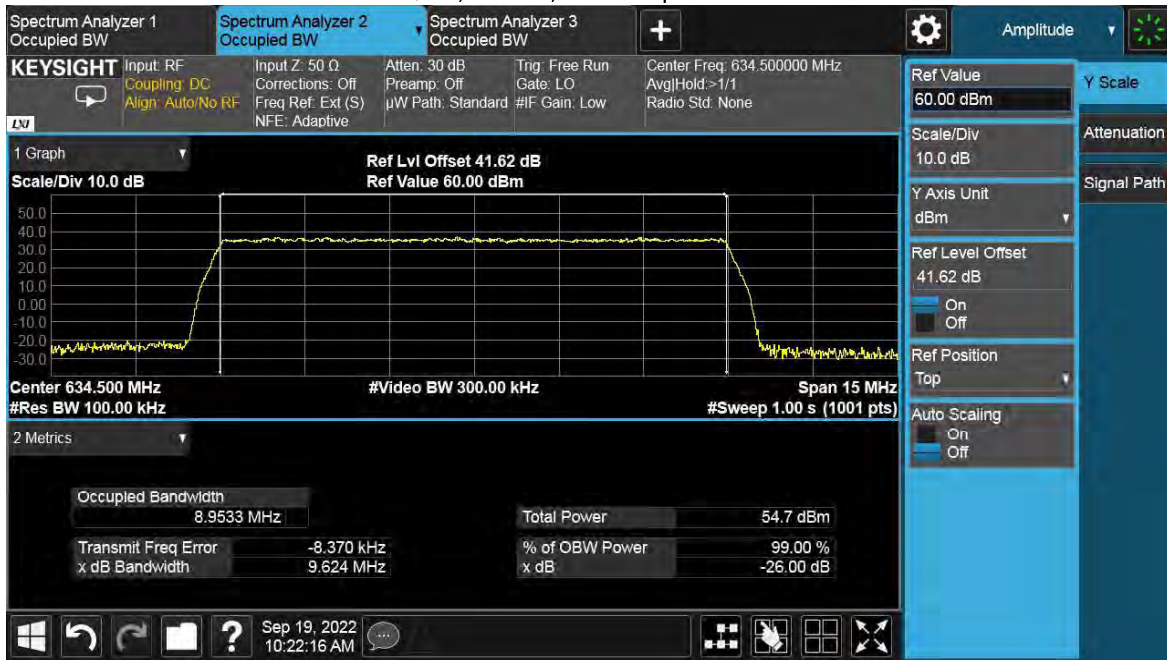 Spectrum Analyzer 1
Occupied BW
Spectrum Analyzer 2
Occupied BW
Spectrum Analyzer 3
Occupied BW
Amplitude
KEYSIGHT
LXI
Input: RF
Coupling: DC
Align: Auto/No RF
Input Z: 50 Ω
Corrections: Off
Freq Ref: Ext (S)
NFE: Adaptive
Atten: 30 dB
Preamp: Off
µW Path: Standard
Trig: Free Run
Gate: LO
#IF Gain: Low
Center Freq: 634.500000 MHz
Avg|Hold:>1/1
Radio Std: None
1 Graph
Scale/Div 10.0 dB
Ref Lvl Offset 41.62 dB
Ref Value 60.00 dBm
50.0
40.0
30.0
20.0
10.0
0.00
-10.0
-20.0
-30.0
Center 634.500 MHz
#Res BW 100.00 kHz
#Video BW 300.00 kHz
Span 15 MHz
#Sweep 1.00 s (1001 pts)
2 Metrics
Occupied Bandwidth
8.9533 MHz
Transmit Freq Error -8.370 kHz
x dB Bandwidth 9.624 MHz
Total Power 54.7 dBm
% of OBW Power 99.00 %
x dB -26.00 dB
Ref Value
60.00 dBm
Scale/Div
10.0 dB
Y Axis Unit
dBm
Ref Level Offset
41.62 dB
On
Off
Ref Position
Top
Auto Scaling
On
Off
Y Scale
Attenuation
Signal Path
?
Sep 19, 2022
10:22:16 AM